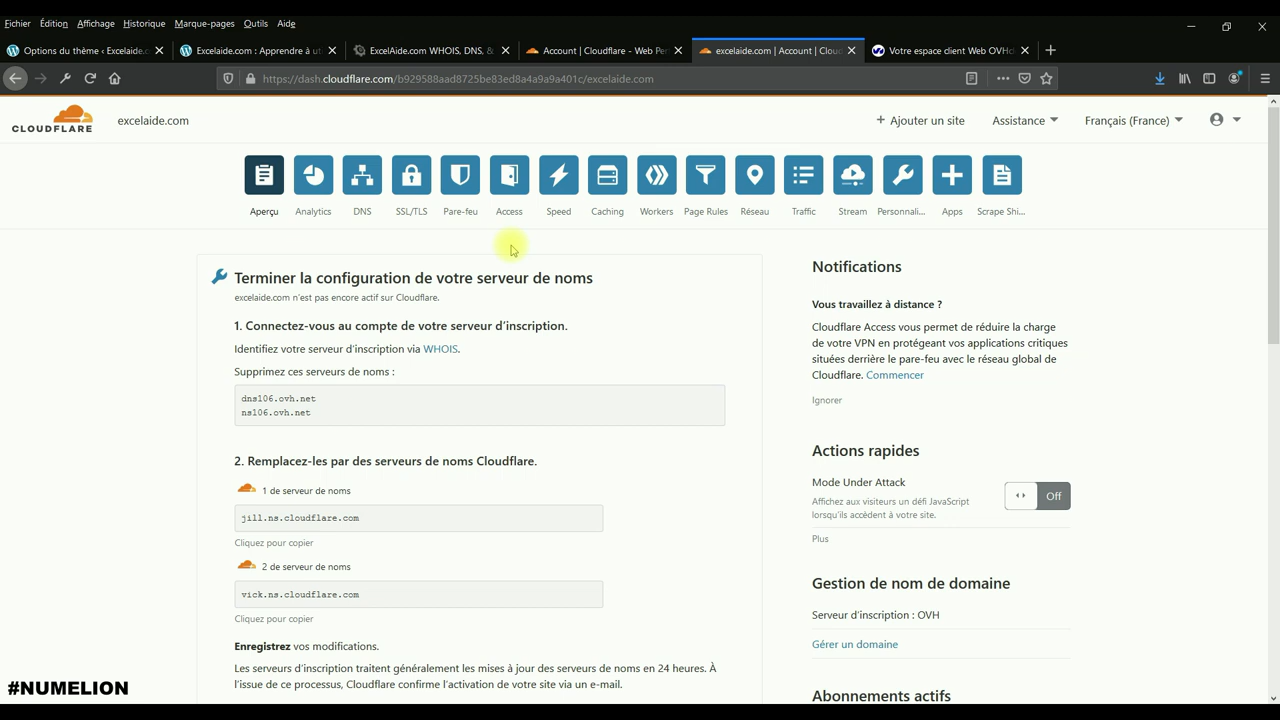 Fichier Édition Affichage Historique Marque-pages Outils Aide
Options du thème ‹ Excelaide.c
Excelaide.com : Apprendre à ut
ExcelAide.com WHOIS, DNS, &
Account | Cloudflare - Web Per
excelaide.com | Account | Clou
Votre espace client Web OVHc
https://dash.cloudflare.com/b929588aad8725be83ed8a4a9a9a401c/excelaide.com
CLOUDFLARE
excelaide.com
+ Ajouter un site
Assistance
Français (France)
Aperçu
Analytics
DNS
SSL/TLS
Pare-feu
Access
Speed
Caching
Workers
Page Rules
Réseau
Traffic
Stream
Personnali...
Apps
Scrape Shi...
Terminer la configuration de votre serveur de noms
excelaide.com n'est pas encore actif sur Cloudflare.
1. Connectez-vous au compte de votre serveur d'inscription.
Identifiez votre serveur d'inscription via WHOIS.
Supprimez ces serveurs de noms :
dns106.ovh.net
ns106.ovh.net
2. Remplacez-les par des serveurs de noms Cloudflare.
1 de serveur de noms
jill.ns.cloudflare.com
Cliquez pour copier
2 de serveur de noms
vick.ns.cloudflare.com
Cliquez pour copier
Enregistrez vos modifications.
Les serveurs d'inscription traitent généralement les mises à jour des serveurs de noms en 24 heures. À
l'issue de ce processus, Cloudflare confirme l'activation de votre site via un e-mail.
Notifications
Vous travaillez à distance ?
Cloudflare Access vous permet de réduire la charge
de votre VPN en protégeant vos applications critiques
situées derrière le pare-feu avec le réseau global de
Cloudflare. Commencer
Ignorer
Actions rapides
Mode Under Attack
Affichez aux visiteurs un défi JavaScript
lorsqu'ils accèdent à votre site.
Off
Plus
Gestion de nom de domaine
Serveur d'inscription : OVH
Gérer un domaine
Abonnements actifs
#NUMELION